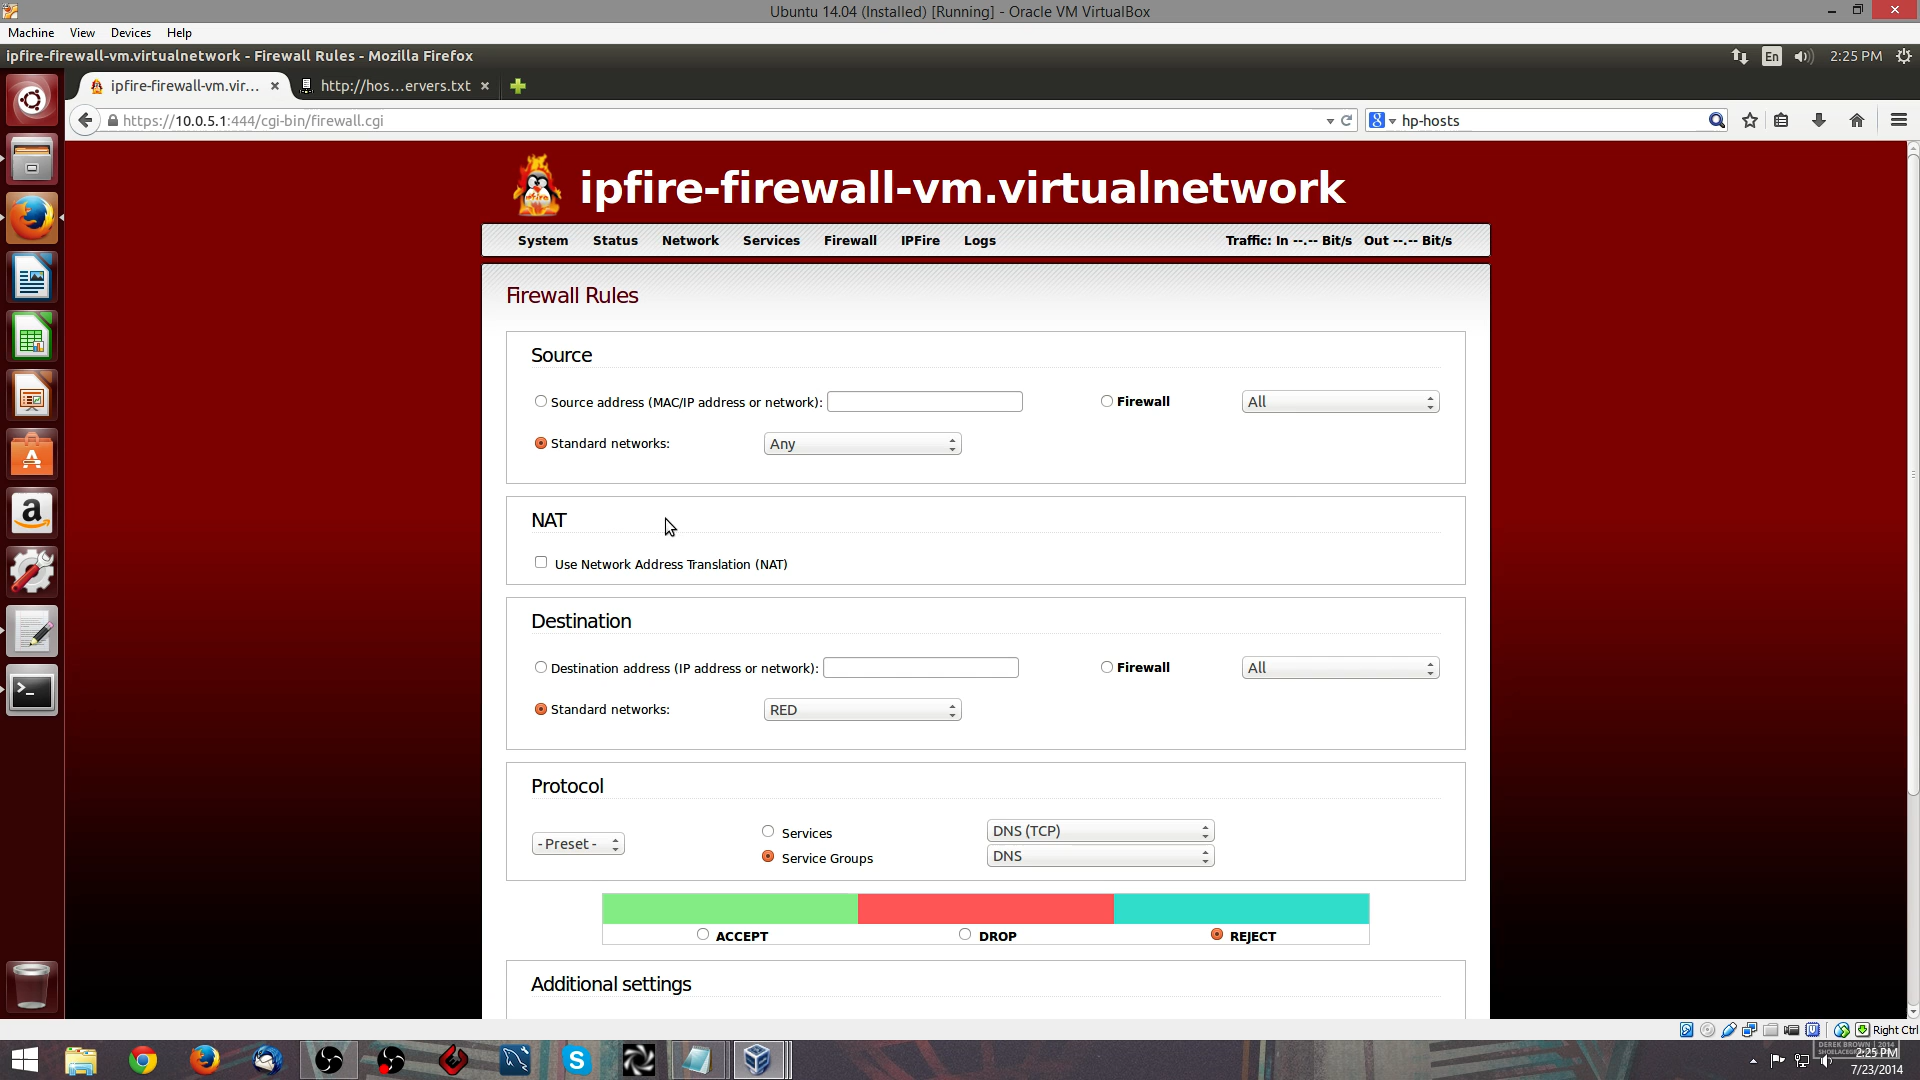 Ubuntu 14.04 (Installed) [Running] - Oracle VM VirtualBox
Machine View Devices Help
ipfire-firewall-vm.virtualnetwork - Firewall Rules - Mozilla Firefox
En 2:25 PM
ipfire-firewall-vm.vir... http://hos...ervers.txt
https://10.0.5.1:444/cgi-bin/firewall.cgi hp-hosts
ipfire-firewall-vm.virtualnetwork
System Status Network Services Firewall IPFire Logs Traffic: In --.-- Bit/s Out --.-- Bit/s
Firewall Rules
Source
Source address (MAC/IP address or network): Firewall All
Standard networks: Any
NAT
Use Network Address Translation (NAT)
Destination
Destination address (IP address or network): Firewall All
Standard networks: RED
Protocol
Services DNS (TCP)
- Preset -
Service Groups DNS
ACCEPT DROP REJECT
Additional settings
Right Ctrl
DEREK BROWN | 2014
2:25 PM
7/23/2014